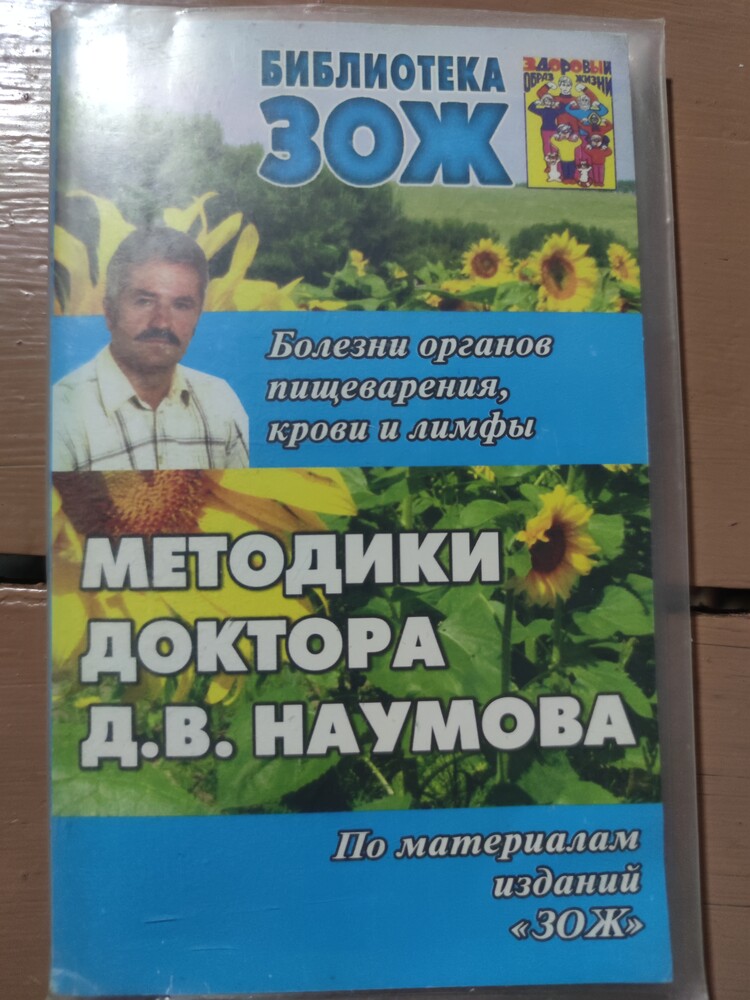 БИБЛИОТЕКА
ЗОЖ
ЗДОРОВЫЙ
ОБРАЗ ЖИЗНИ
Болезни органов
пищеварения,
крови и лимфы
МЕТОДИКИ
ДОКТОРА
Д.В. НАУМОВА
По материалам
изданий
«ЗОЖ»